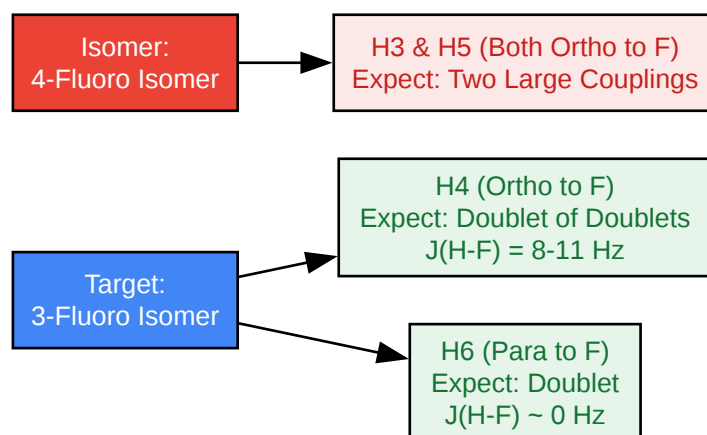 Isomer:
4-Fluoro Isomer
H3 & H5 (Both Ortho to F)
Expect: Two Large Couplings
H4 (Ortho to F)
Expect: Doublet of Doublets
J(H-F) = 8-11 Hz
Target:
3-Fluoro Isomer
H6 (Para to F)
Expect: Doublet
J(H-F) ~ 0 Hz